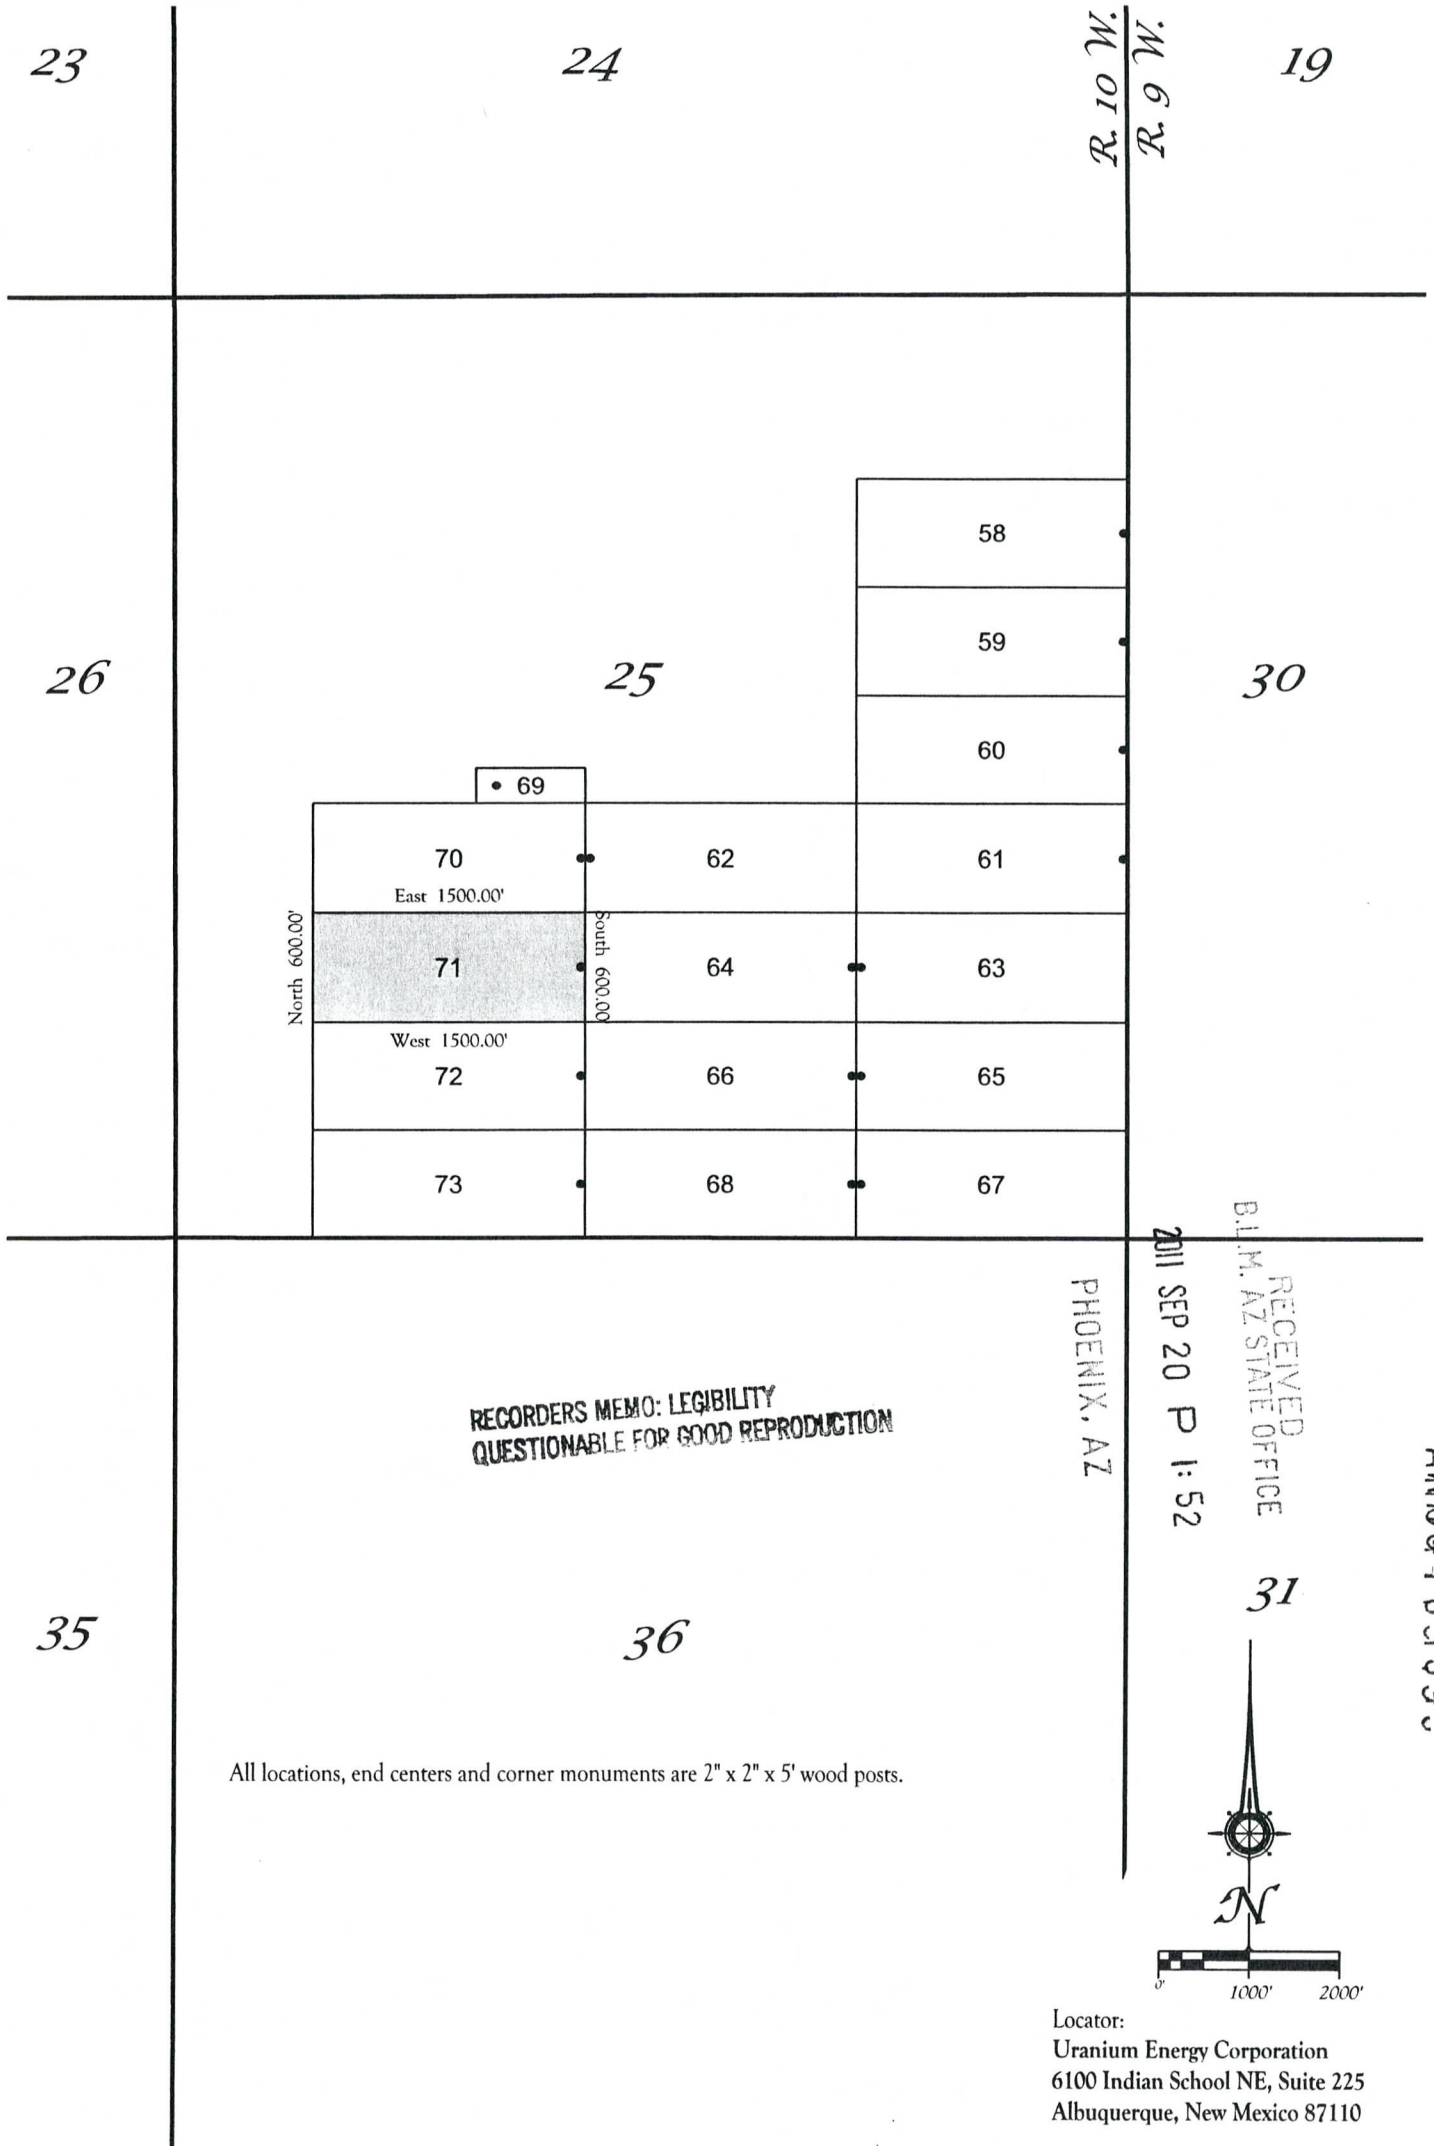 23
24
R. 10 W.
R. 9 W.
19
58
59
26
25
30
60
69
70
62
61
East 1500.00'
North 600.00'
South 600.00'
71
64
63
West 1500.00'
72
66
65
73
68
67
RECEIVED
B.L.M. AZ STATE OFFICE
2011 SEP 20 P 1:52
PHOENIX, AZ
RECORDERS MEMO: LEGIBILITY
QUESTIONABLE FOR GOOD REPRODUCTION
35
36
31
All locations, end centers and corner monuments are 2" x 2" x 5' wood posts.
N
0' 1000' 2000'
Locator:
Uranium Energy Corporation
6100 Indian School NE, Suite 225
Albuquerque, New Mexico 87110